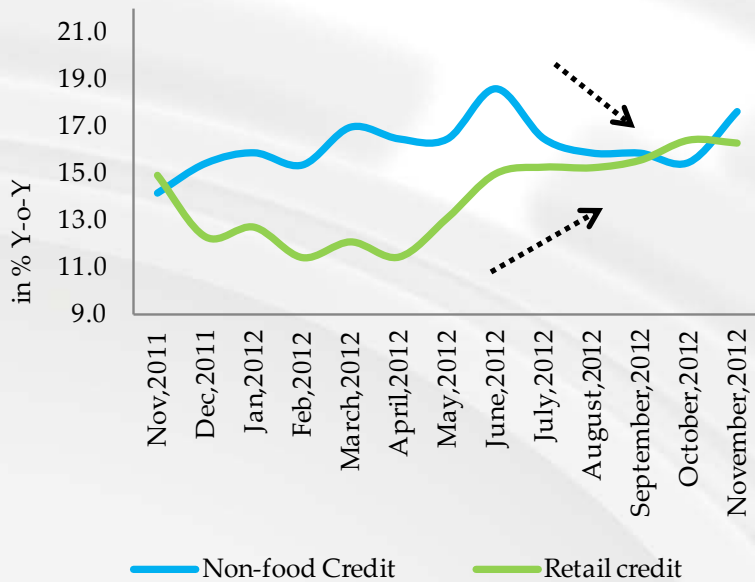 21.0
19.0
17.0
15.0
13.0
11.0
9.0
in % Y-o-Y
Nov,2011
Dec,2011
Jan,2012
Feb,2012
March,2012
April,2012
May,2012
June,2012
July,2012
August,2012
September,2012
October,2012
November,2012
Non-food Credit
Retail credit